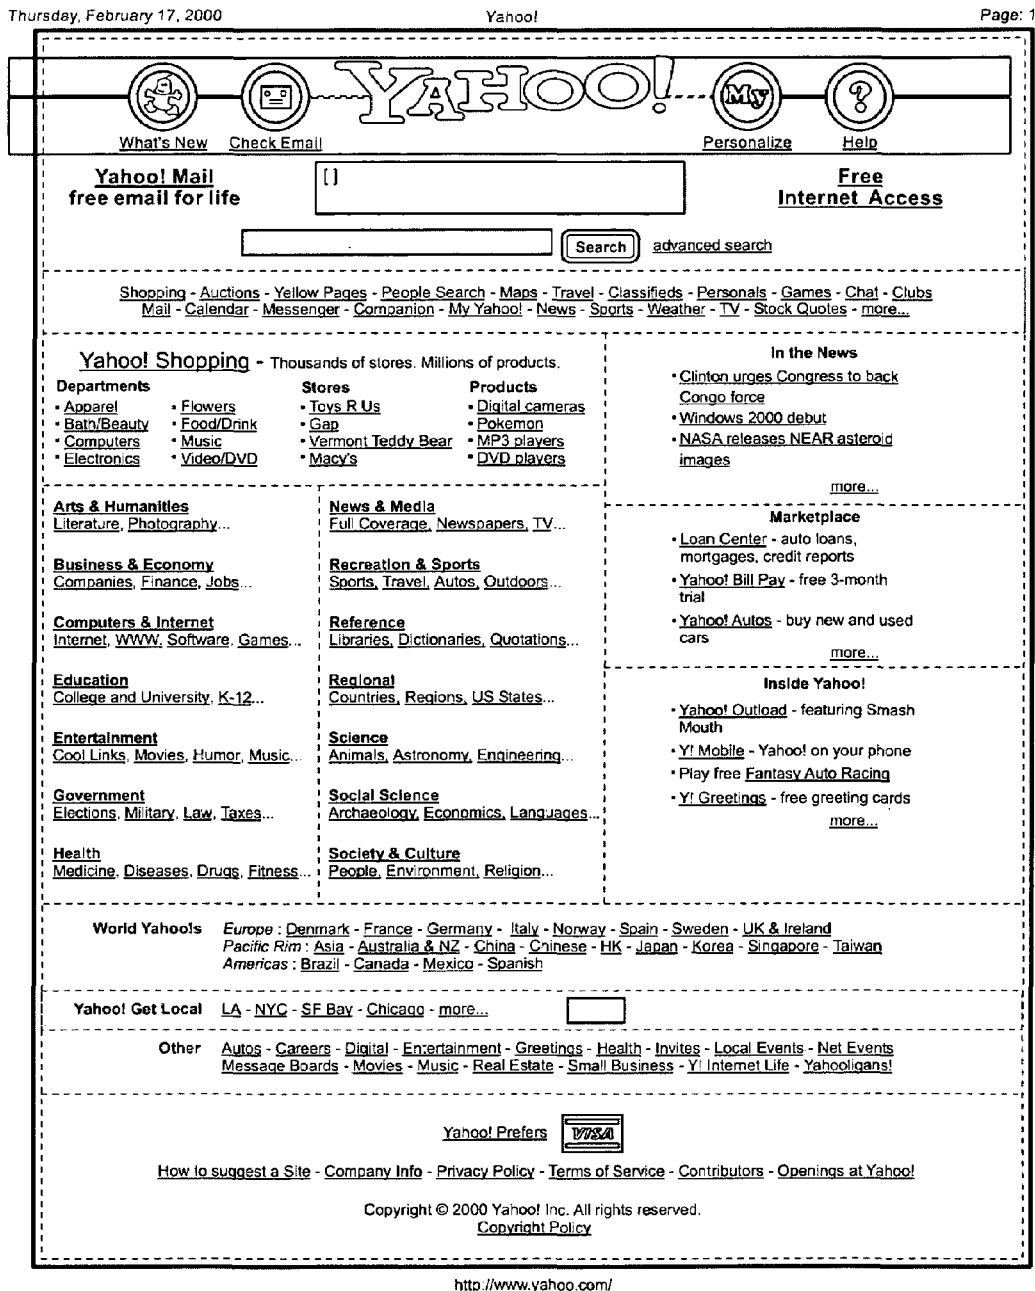 Thursday, February 17, 2000 Yahoo! Page: 1
YAHOO!
My ?
What's New Check Email Personalize Help
Yahoo! Mail
free email for life
[ ]
Free
Internet Access
Search advanced search
Shopping - Auctions - Yellow Pages - People Search - Maps - Travel - Classifieds - Personals - Games - Chat - Clubs
Mail - Calendar - Messenger - Companion - My Yahoo! - News - Sports - Weather - TV - Stock Quotes - more...
Yahoo! Shopping - Thousands of stores. Millions of products.
Departments Stores Products
• Apparel • Flowers • Toys R Us • Digital cameras
• Bath/Beauty • Food/Drink • Gap • Pokemon
• Computers • Music • Vermont Teddy Bear • MP3 players
• Electronics • Video/DVD • Macy's • DVD players
Arts & Humanities
Literature, Photography...
Business & Economy
Companies, Finance, Jobs...
Computers & Internet
Internet, WWW. Software, Games...
Education
College and University, K-12...
Entertainment
Cool Links, Movies, Humor, Music...
Government
Elections, Military, Law, Taxes...
Health
Medicine, Diseases, Drugs, Fitness...
News & Media
Full Coverage, Newspapers, TV...
Recreation & Sports
Sports, Travel, Autos, Outdoors...
Reference
Libraries, Dictionaries, Quotations...
Regional
Countries, Regions, US States...
Science
Animals, Astronomy, Engineering...
Social Science
Archaeology, Economics, Languages...
Society & Culture
People, Environment, Religion...
In the News
• Clinton urges Congress to back
Congo force
• Windows 2000 debut
• NASA releases NEAR asteroid
images
more...
Marketplace
• Loan Center - auto loans,
mortgages, credit reports
• Yahoo! Bill Pay - free 3-month
trial
• Yahoo! Autos - buy new and used
cars
more...
Inside Yahoo!
• Yahoo! Outload - featuring Smash
Mouth
• Y! Mobile - Yahoo! on your phone
• Play free Fantasy Auto Racing
• Y! Greetings - free greeting cards
more...
World Yahoo!s Europe : Denmark - France - Germany - Italy - Norway - Spain - Sweden - UK & Ireland
Pacific Rim : Asia - Australia & NZ - China - Chinese - HK - Japan - Korea - Singapore - Taiwan
Americas : Brazil - Canada - Mexico - Spanish
Yahoo! Get Local LA - NYC - SF Bay - Chicago - more...
Other Autos - Careers - Digital - Entertainment - Greetings - Health - Invites - Local Events - Net Events
Message Boards - Movies - Music - Real Estate - Small Business - Y! Internet Life - Yahooligans!
Yahoo! Prefers VISA
How to suggest a Site - Company Info - Privacy Policy - Terms of Service - Contributors - Openings at Yahoo!
Copyright © 2000 Yahoo! Inc. All rights reserved.
Copyright Policy
http://www.yahoo.com/